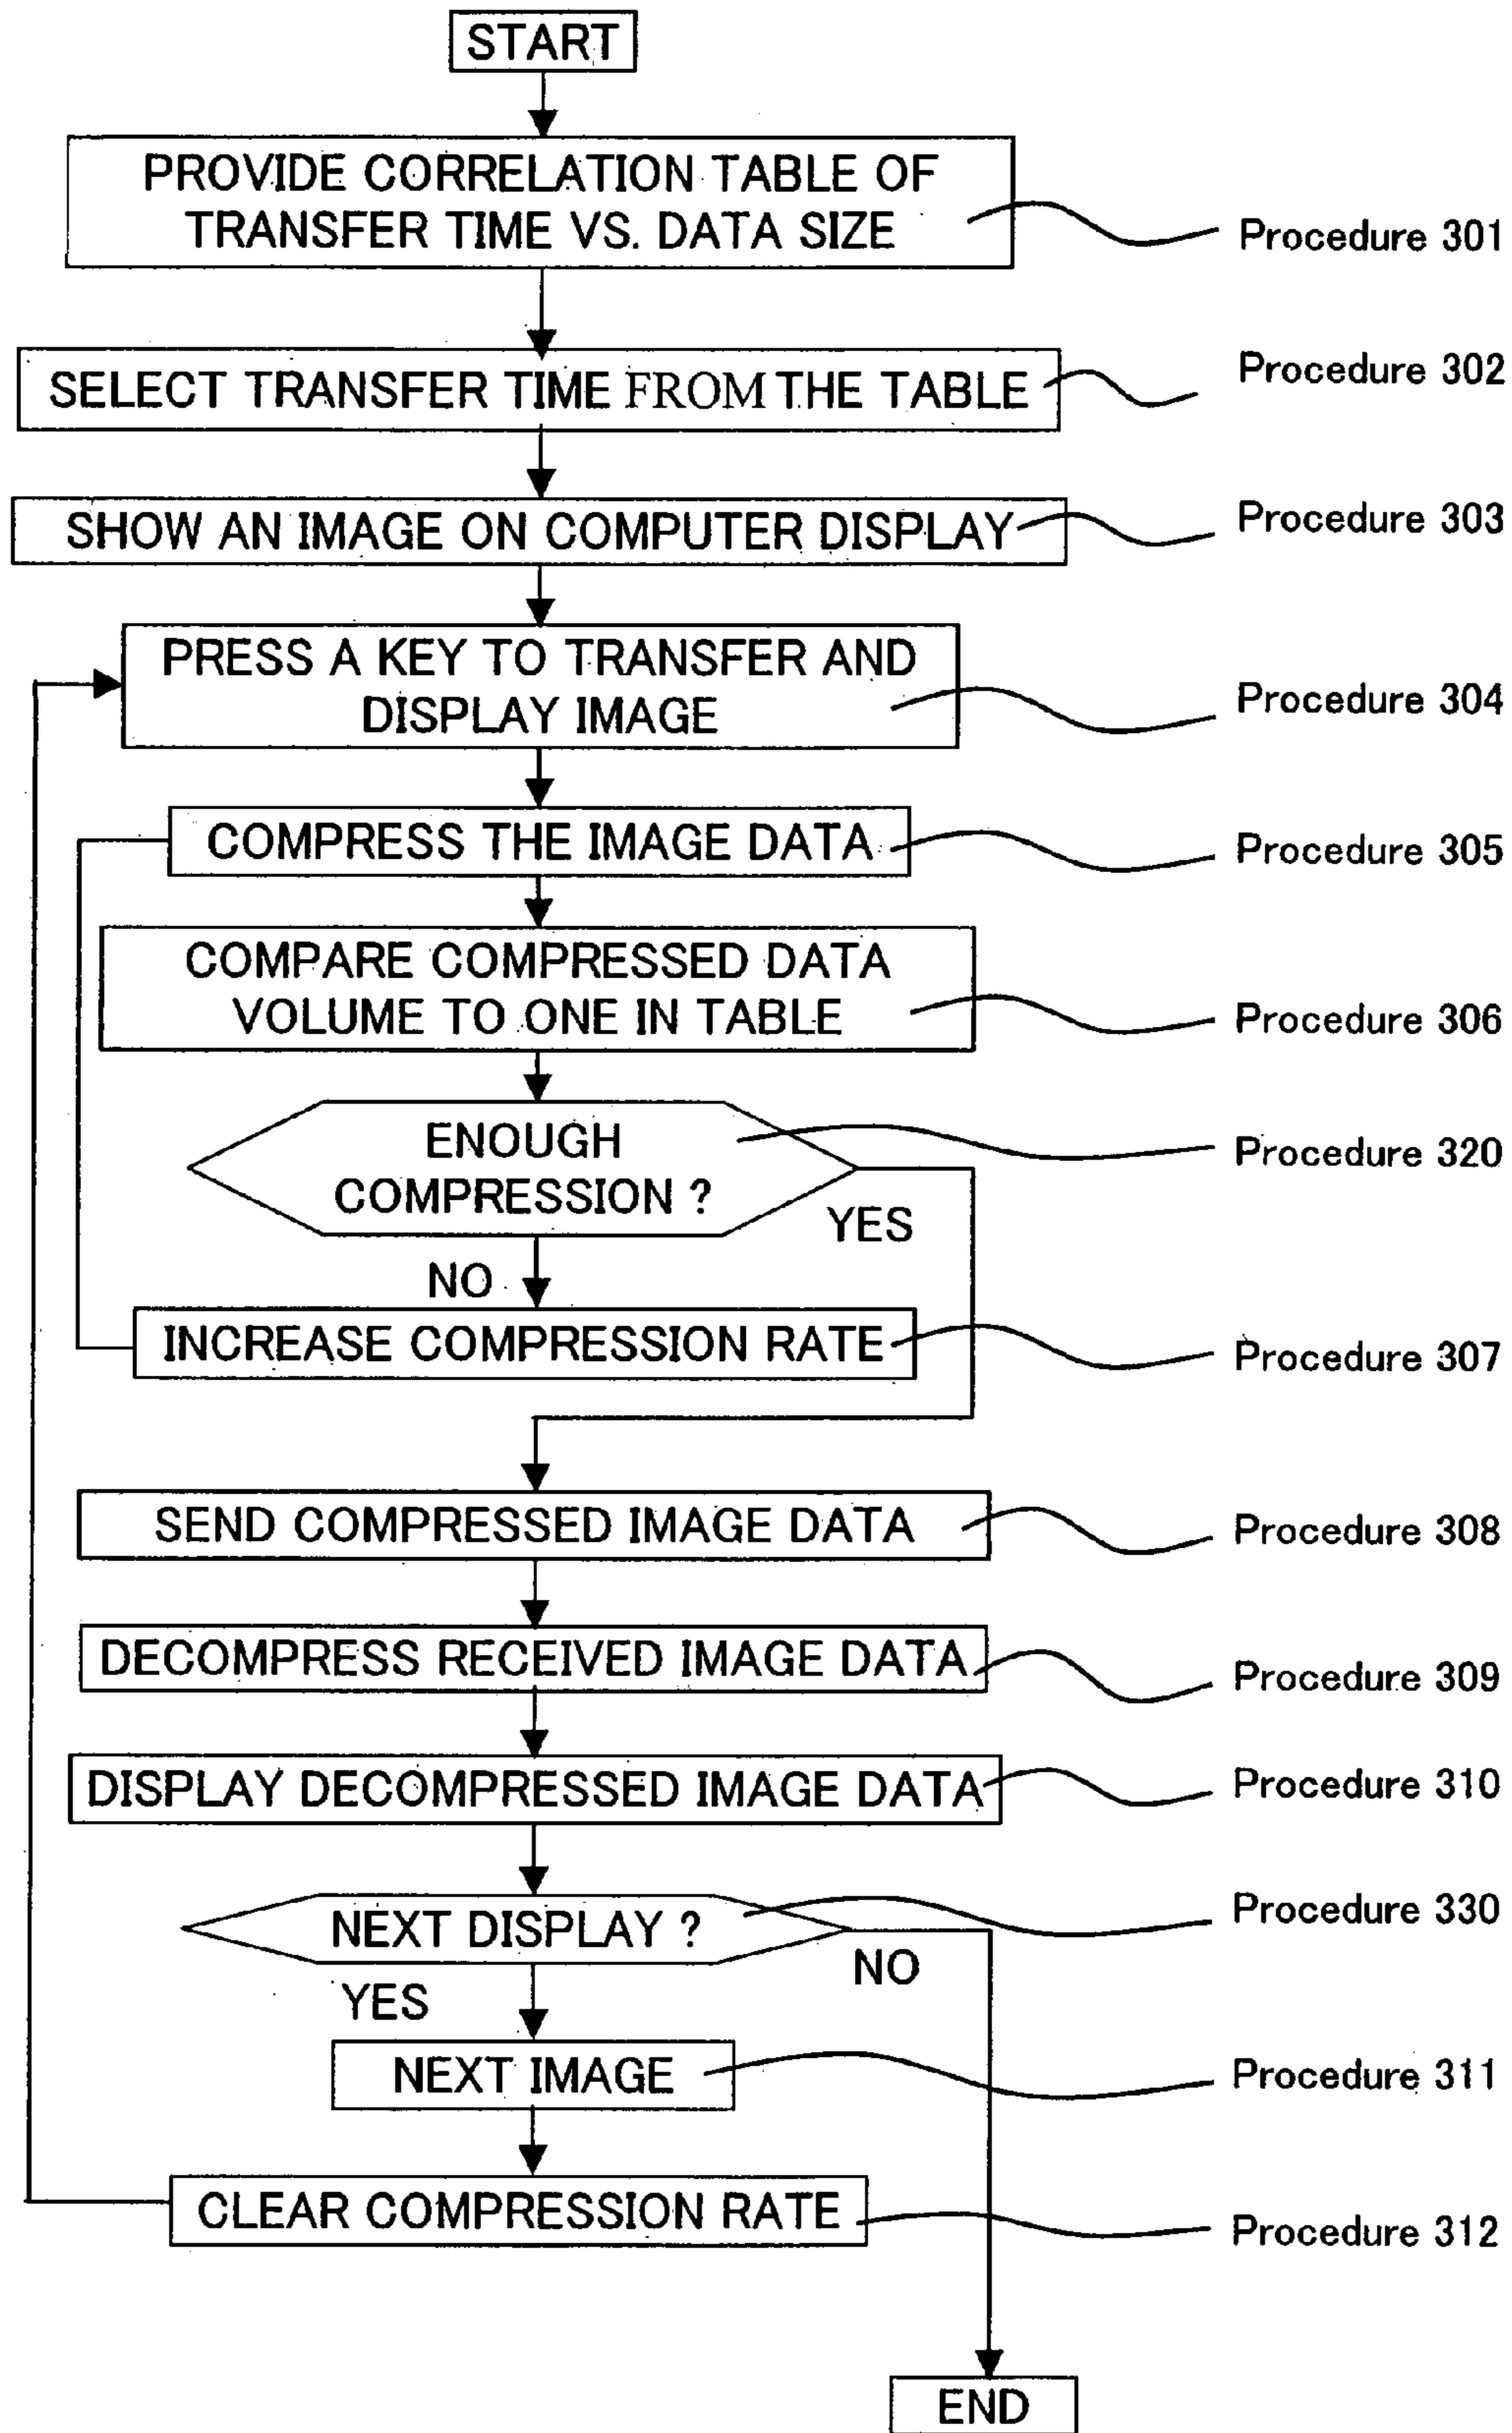 START
PROVIDE CORRELATION TABLE OF
TRANSFER TIME VS. DATA SIZE
Procedure 301
SELECT TRANSFER TIME FROM THE TABLE
Procedure 302
SHOW AN IMAGE ON COMPUTER DISPLAY
Procedure 303
PRESS A KEY TO TRANSFER AND
DISPLAY IMAGE
Procedure 304
COMPRESS THE IMAGE DATA
Procedure 305
COMPARE COMPRESSED DATA
VOLUME TO ONE IN TABLE
Procedure 306
ENOUGH
COMPRESSION ?
Procedure 320
YES
NO
INCREASE COMPRESSION RATE
Procedure 307
SEND COMPRESSED IMAGE DATA
Procedure 308
DECOMPRESS RECEIVED IMAGE DATA
Procedure 309
DISPLAY DECOMPRESSED IMAGE DATA
Procedure 310
NEXT DISPLAY ?
Procedure 330
NO
YES
NEXT IMAGE
Procedure 311
CLEAR COMPRESSION RATE
Procedure 312
END